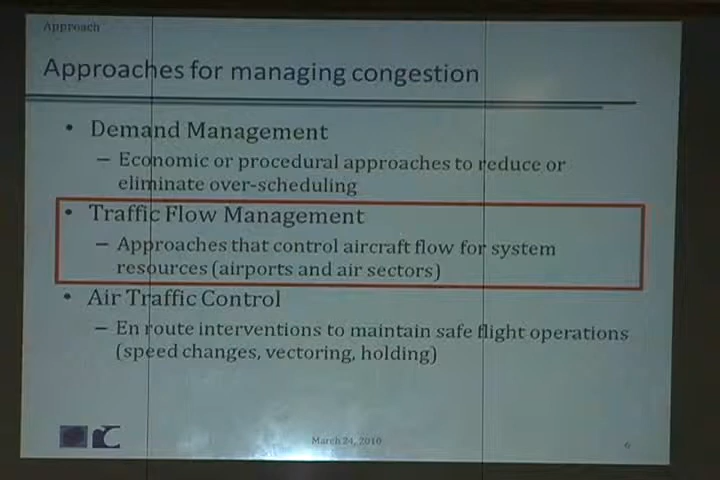 Approach
Approaches for managing congestion
• Demand Management
– Economic or procedural approaches to reduce or
eliminate over-scheduling
• Traffic Flow Management
– Approaches that control aircraft flow for system
resources (airports and air sectors)
• Air Traffic Control
– En route interventions to maintain safe flight operations
(speed changes, vectoring, holding)
March 24, 2010
6